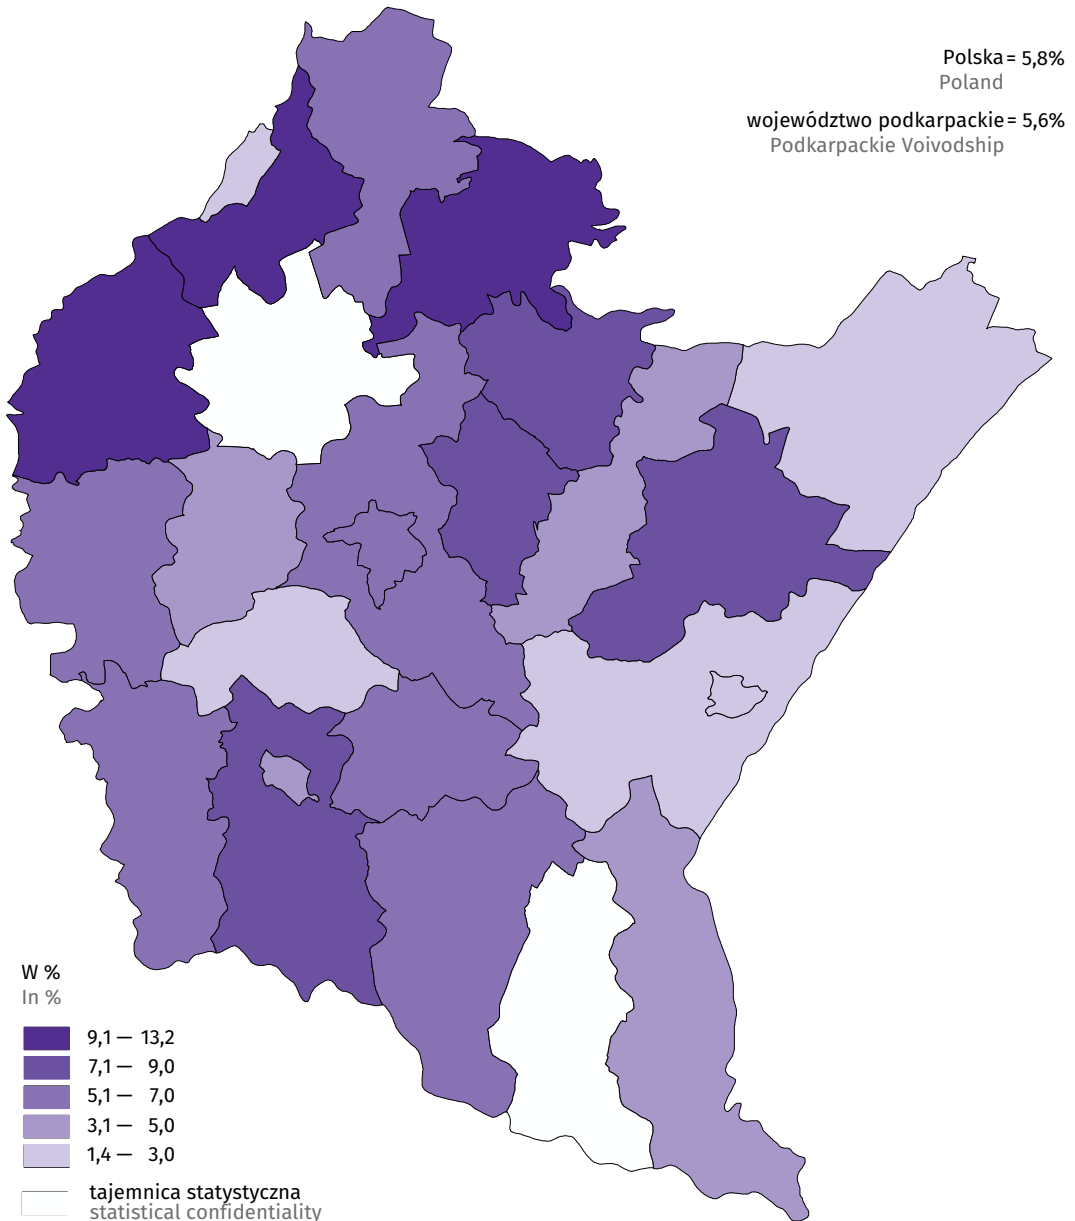 Polska = 5,8%
Poland
województwo podkarpackie = 5,6%
Podkarpackie Voivodship
W %
In %
9,1 — 13,2
7,1 — 9,0
5,1 — 7,0
3,1 — 5,0
1,4 — 3,0
tajemnica statystyczna
statistical confidentiality